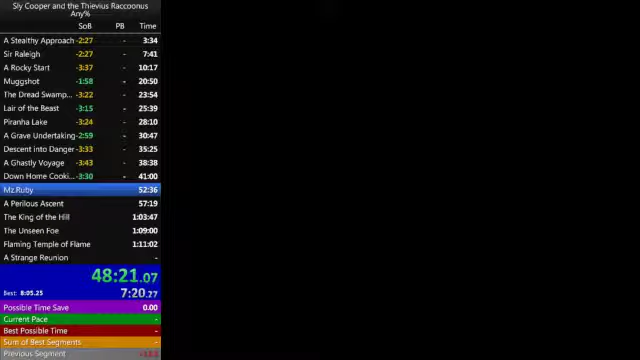 Sly Cooper and the Thievius Raccoonus
Any%
SoB PB Time
A Stealthy Approach -2:27 - 3:34
Sir Raleigh -2:27 - 7:41
A Rocky Start -3:37 - 10:17
Muggshot -1:58 - 20:50
The Dread Swamp... -3:22 - 23:54
Lair of the Beast -3:15 - 25:39
Piranha Lake -3:24 - 28:10
A Grave Undertaking -2:59 - 30:47
Descent into Danger -3:33 - 35:25
A Ghastly Voyage -3:43 - 38:38
Down Home Cooki... -3:30 - 41:00
Mz.Ruby 52:36
A Perilous Ascent - 57:19
The King of the Hill - 1:03:47
The Unseen Foe - 1:09:00
Flaming Temple of Flame - 1:11:02
A Strange Reunion -
48:21.07
Best: 8:05.25 7:20.27
Possible Time Save 0.00
Current Pace -
Best Possible Time -
Sum of Best Segments -
Previous Segment